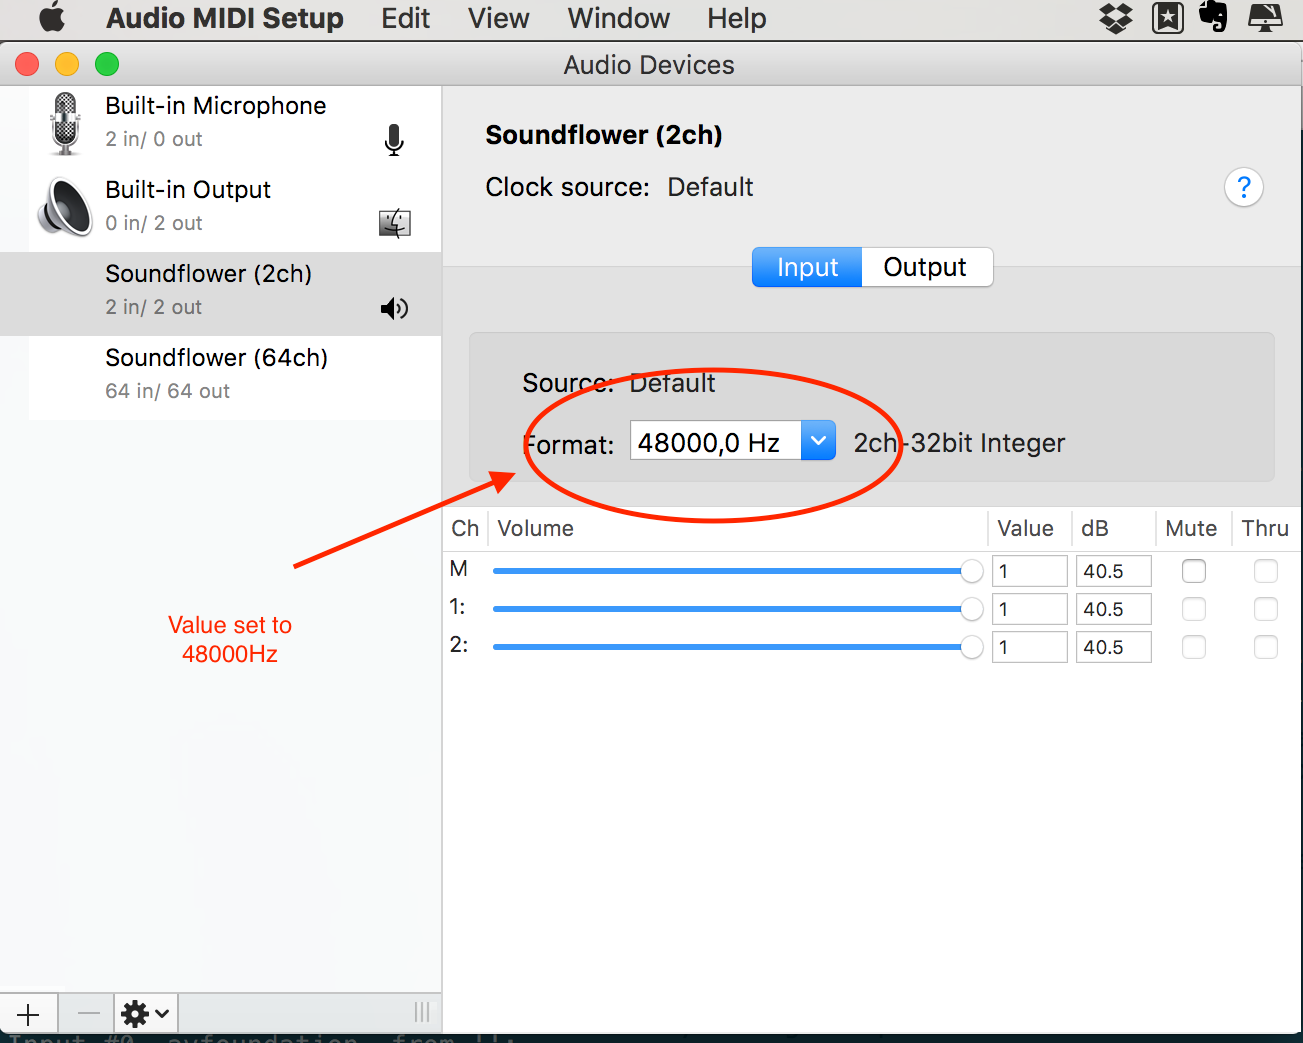 Audio MIDI Setup Edit View Window Help
Audio Devices
Built-in Microphone
2 in/ 0 out
Built-in Output
0 in/ 2 out
Soundflower (2ch)
2 in/ 2 out
Soundflower (64ch)
64 in/ 64 out
Value set to
48000Hz
Soundflower (2ch)
Clock source: Default
?
Input Output
Source: Default
Format: 48000,0 Hz 2ch-32bit Integer
Ch Volume Value dB Mute Thru
M 1 40.5
1: 1 40.5
2: 1 40.5
Input #0, avfoundation, from '':